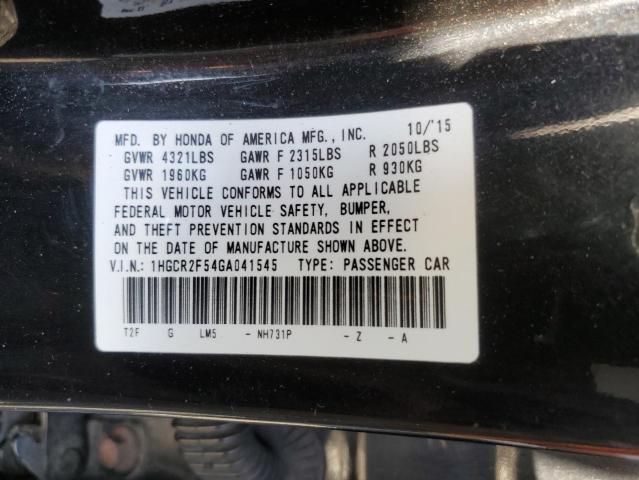 MFD. BY HONDA OF AMERICA MFG., INC. 10/'15
GVWR 4321LBS GAWR F 2315LBS R 2050LBS
GVWR 1960KG GAWR F 1050KG R 930KG
THIS VEHICLE CONFORMS TO ALL APPLICABLE
FEDERAL MOTOR VEHICLE SAFETY, BUMPER,
AND THEFT PREVENTION STANDARDS IN EFFECT
ON THE DATE OF MANUFACTURE SHOWN ABOVE.
V.I.N.: 1HGCR2F54GA041545 TYPE: PASSENGER CAR
T2F G LM5 - NH731P - Z - A